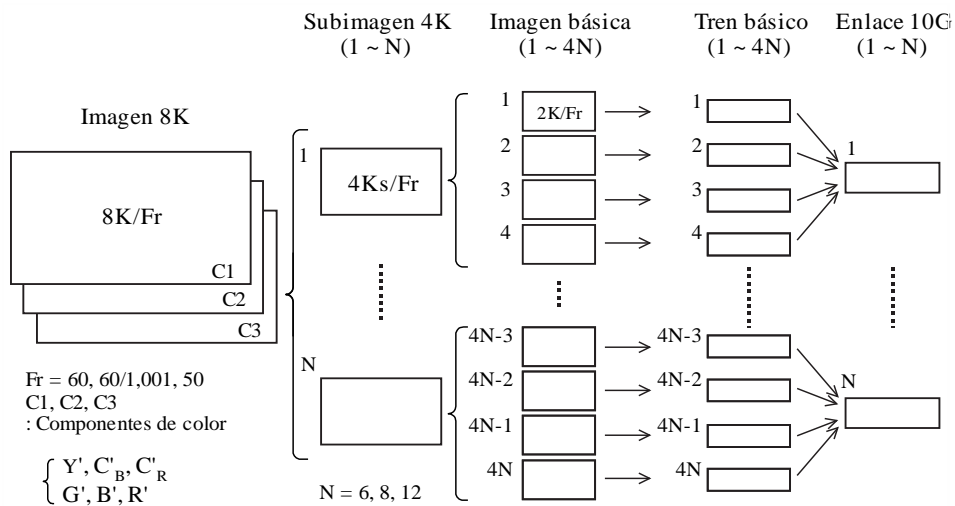 Subimagen 4K
(1 ~ N)
Imagen básica
(1 ~ 4N)
Tren básico
(1 ~ 4N)
Enlace 10G
(1 ~ N)
Imagen 8K
8K/Fr
C1
C2
C3
1
4Ks/Fr
N
1
2K/Fr
2
3
4
4N-3
4N-2
4N-1
4N
1
2
3
4
4N-3
4N-2
4N-1
4N
1
N
Fr = 60, 60/1,001, 50
C1, C2, C3
: Componentes de color
Y', C'B, C'R
G', B', R'
N = 6, 8, 12